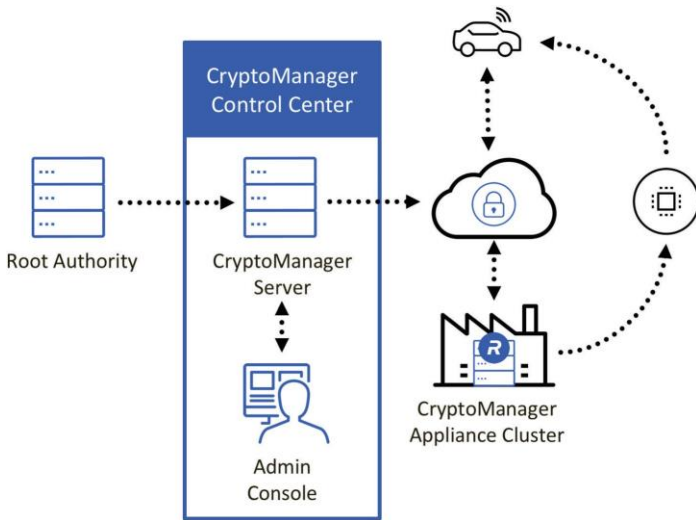 CryptoManager
Control Center
Root Authority
CryptoManager
Server
Admin
Console
R
CryptoManager
Appliance Cluster